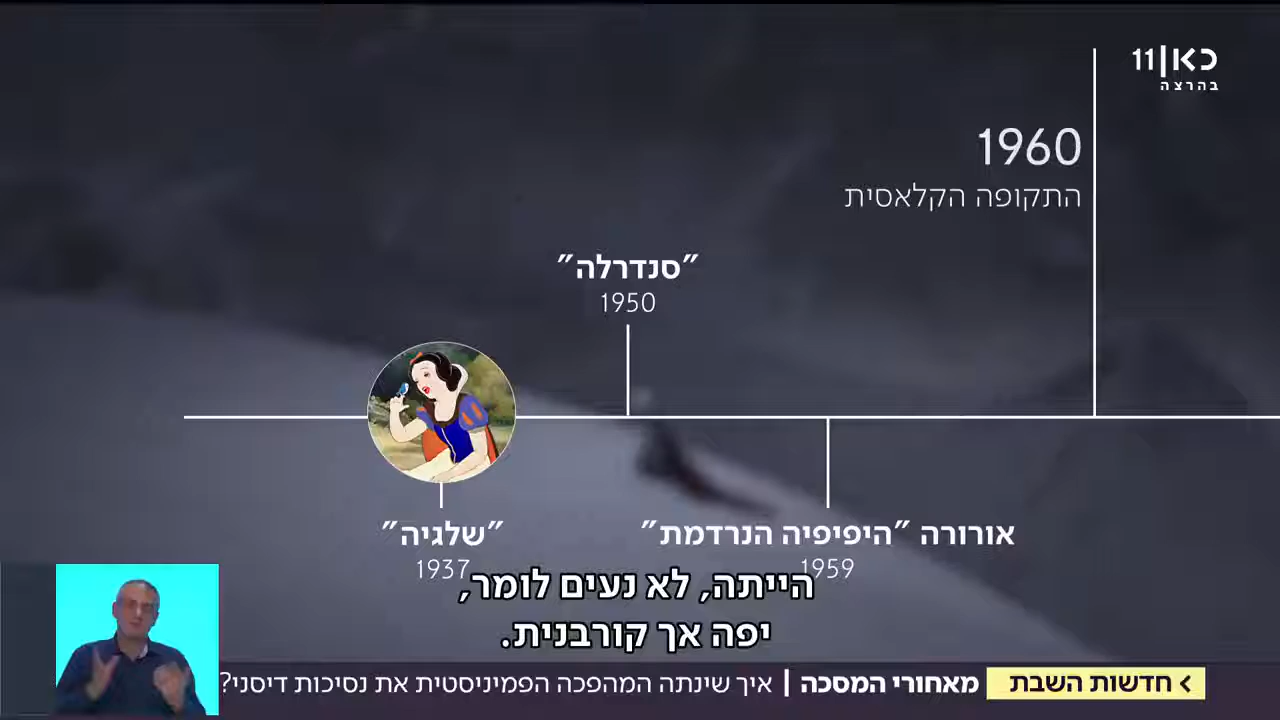 כאן|11
בהרצה
1960
התקופה הקלאסית
"סנדרלה"
1950
"שלגיה"
1937
אורורה "היפיפיה הנרדמת"
1959
הייתה, לא נעים לומר,
יפה אך קורבנית.
חדשות השבת
מאחורי המסכה | איך שינתה המהפכה הפמיניסטית את נסיכות דיסני?